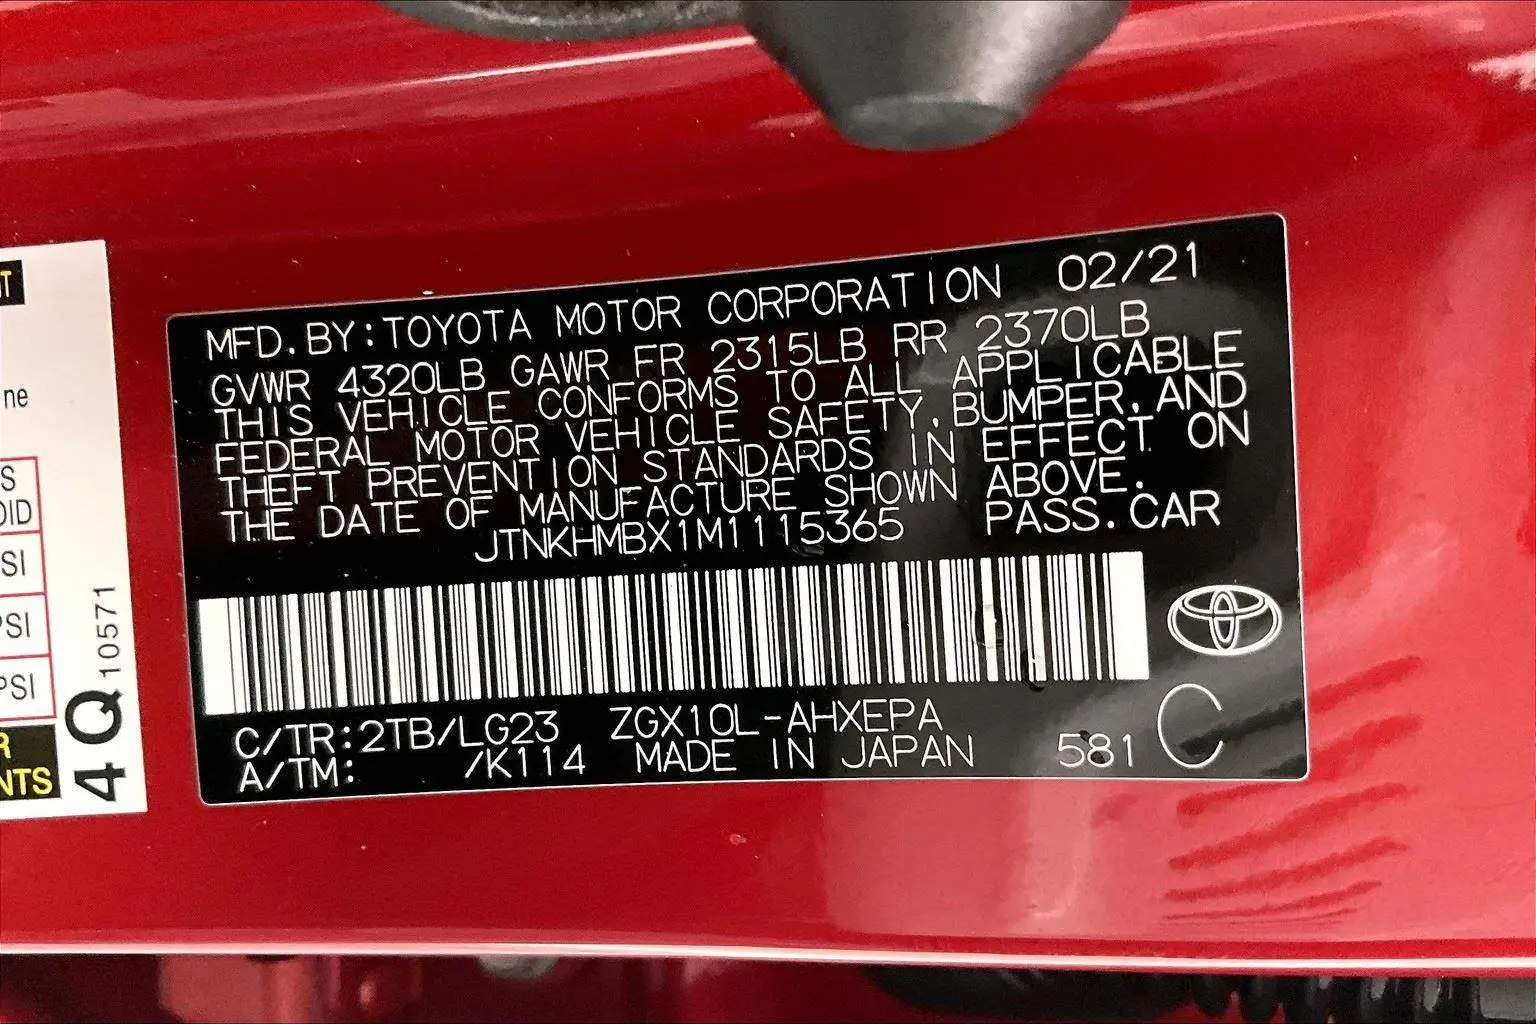 MFD.BY:TOYOTA MOTOR CORPORATION 02/21
GVWR 4320LB GAWR FR 2315LB RR 2370LB
THIS VEHICLE CONFORMS TO ALL APPLICABLE
FEDERAL MOTOR VEHICLE SAFETY,BUMPER,AND
THEFT PREVENTION STANDARDS IN EFFECT ON
THE DATE OF MANUFACTURE SHOWN ABOVE.
JTNKHMBX1M1115365 PASS.CAR
C/TR:2TB/LG23 ZGX10L-AHXEPA
A/TM: /K114 MADE IN JAPAN 581 C
T
ne
S
OID
SI
PSI
PSI
R
NTS
4Q 10571